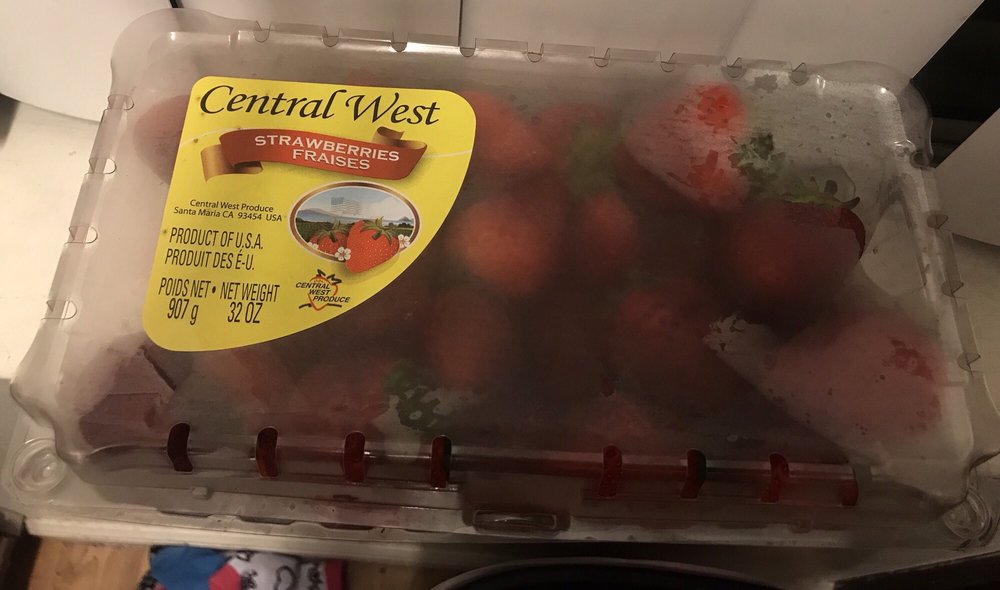 Central West
STRAWBERRIES
FRAISES
Central West Produce
Santa Maria CA 93454 USA
PRODUCT OF U.S.A.
PRODUIT DES É-U.
POIDS NET • NET WEIGHT
907 g 32 OZ
CENTRAL
WEST
PRODUCE